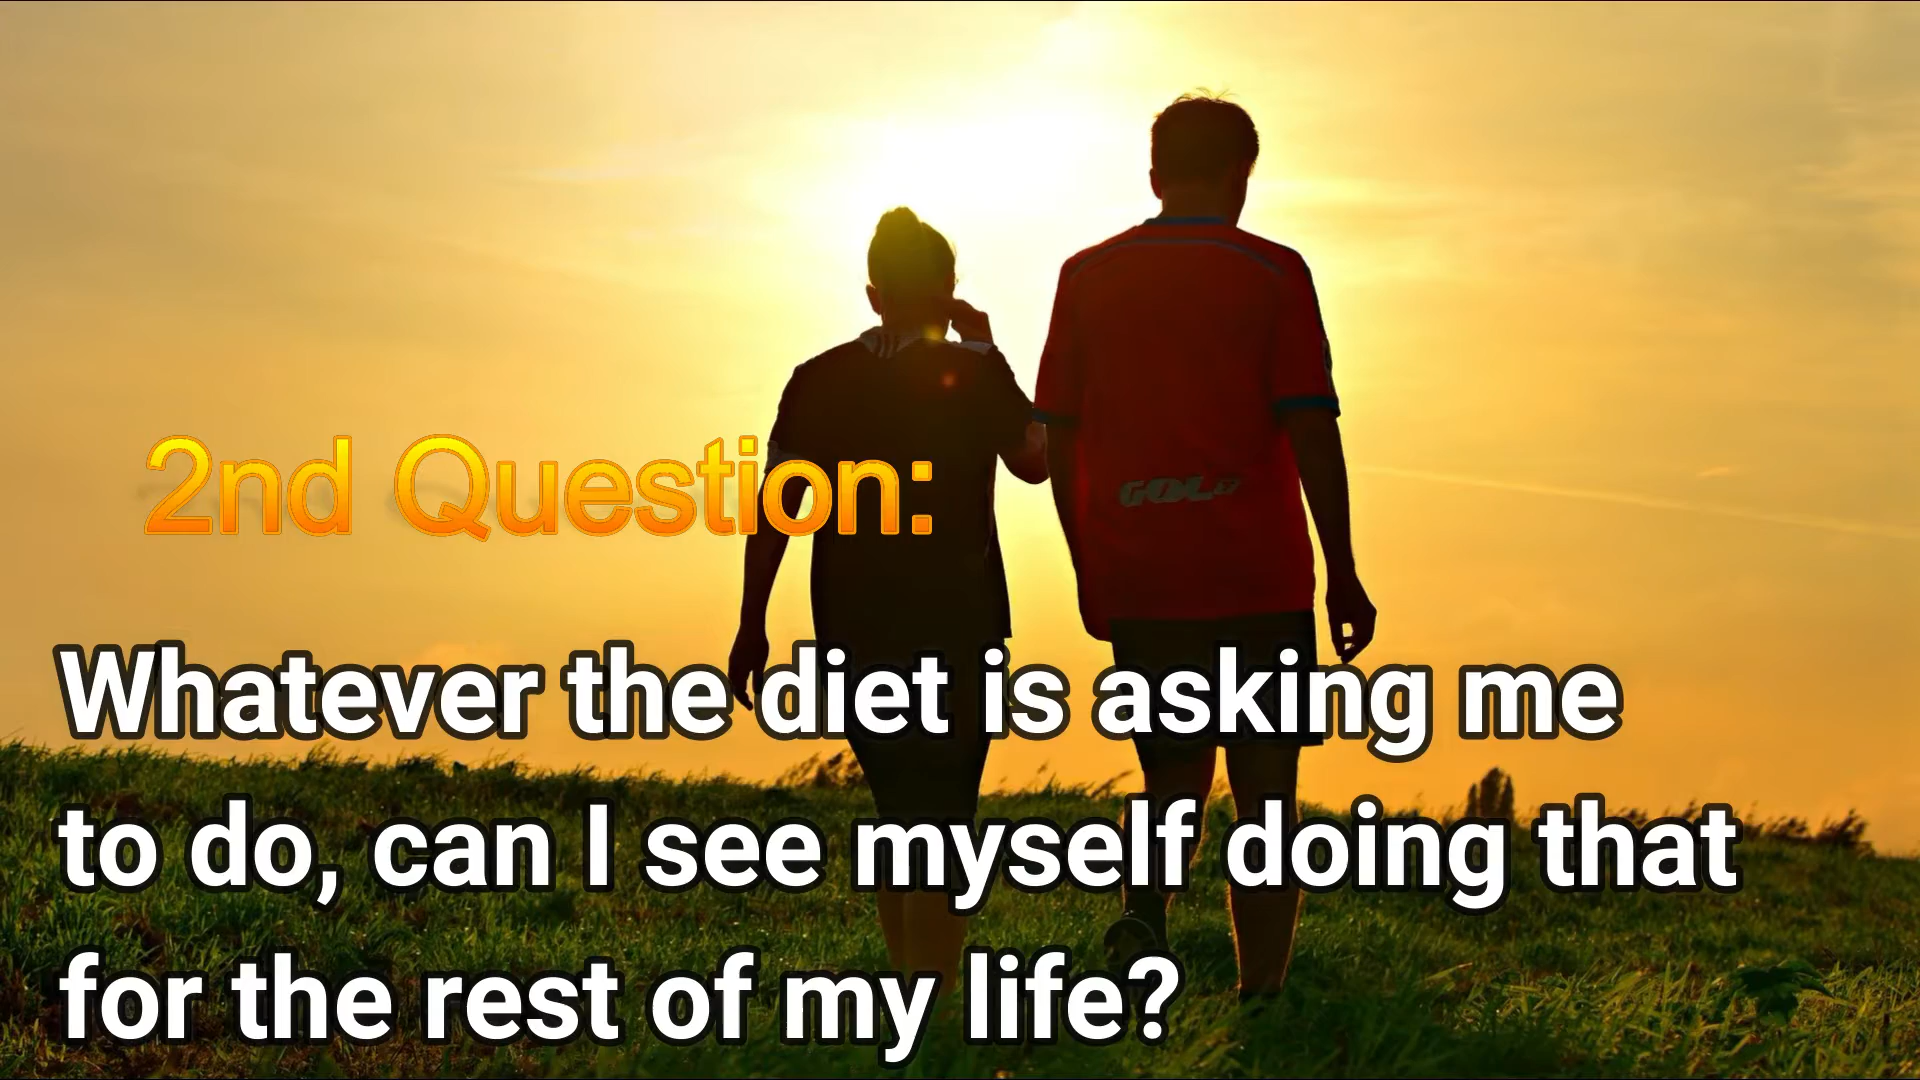 2nd Question:
GOL
Whatever the diet is asking me
to do, can I see myself doing that
for the rest of my life?